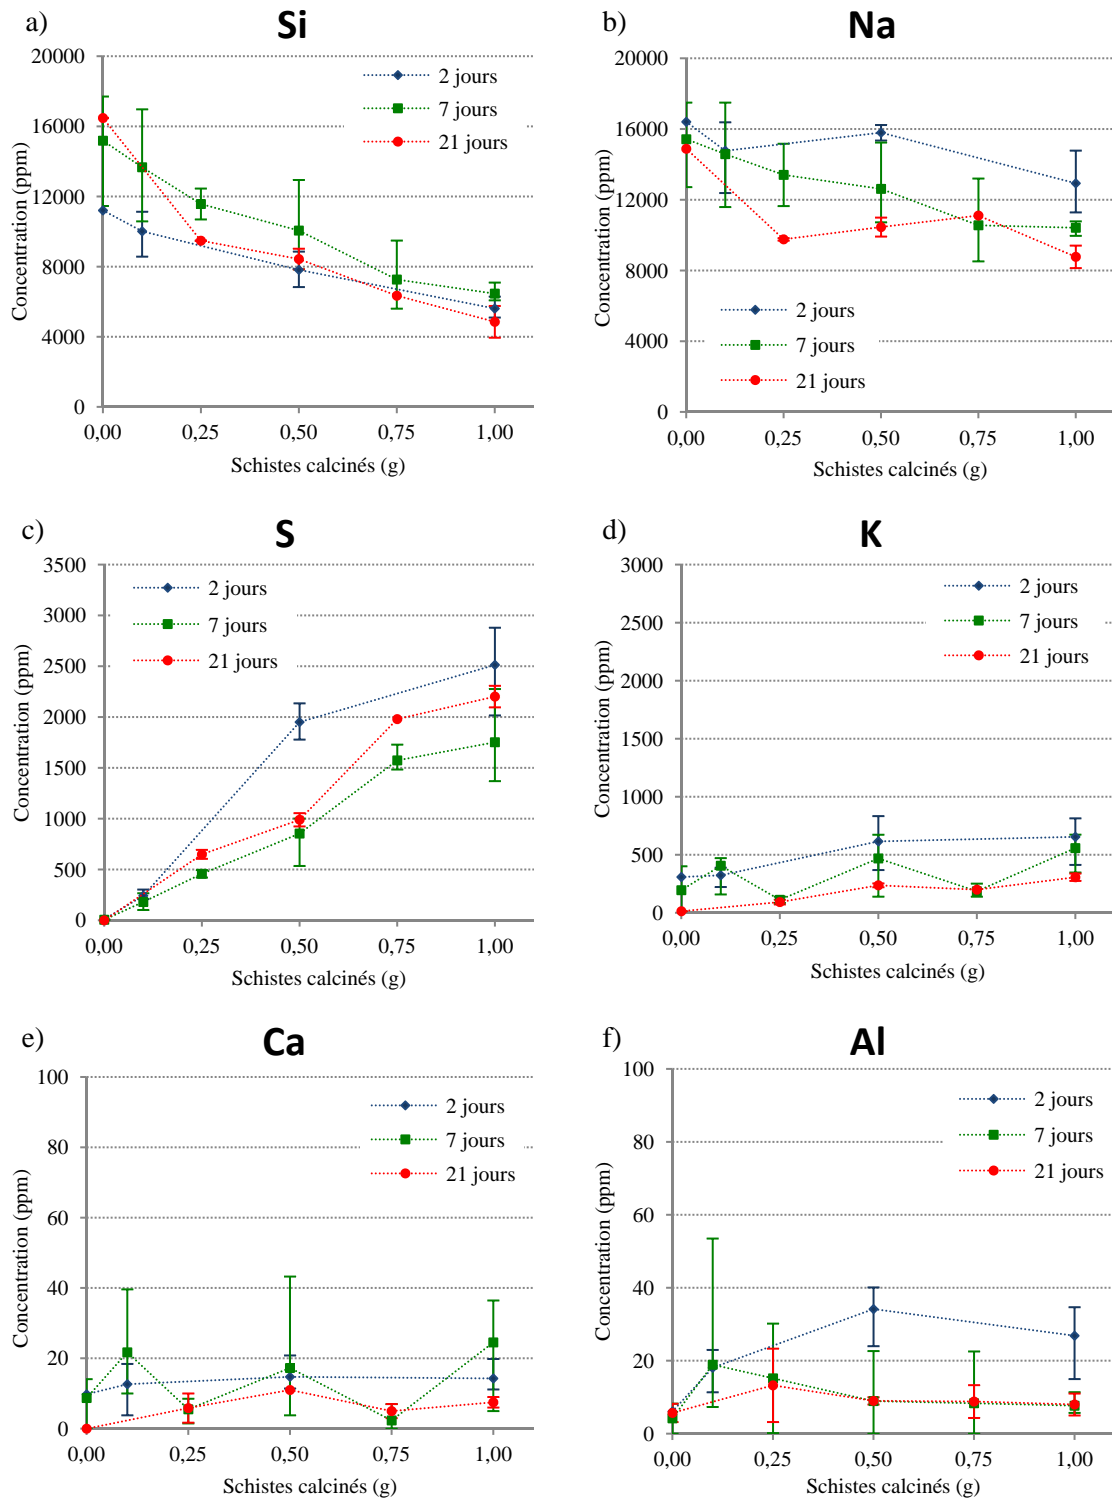 a)
Si
20000
16000
12000
8000
4000
0
0,00 0,25 0,50 0,75 1,00
Concentration (ppm)
Schistes calcinés (g)
2 jours
7 jours
21 jours
b)
Na
20000
16000
12000
8000
4000
0
0,00 0,25 0,50 0,75 1,00
Concentration (ppm)
Schistes calcinés (g)
2 jours
7 jours
21 jours
c)
S
3500
3000
2500
2000
1500
1000
500
0
0,00 0,25 0,50 0,75 1,00
Concentration (ppm)
Schistes calcinés (g)
2 jours
7 jours
21 jours
d)
K
3000
2500
2000
1000
1000
500
0
0,00 0,25 0,50 0,75 1,00
Concentration (ppm)
Schistes calcinés (g)
2 jours
7 jours
21 jours
e)
Ca
100
80
60
40
20
0
0,00 0,25 0,50 0,75 1,00
Concentration (ppm)
Schistes calcinés (g)
2 jours
7 jours
21 jours
f)
Al
100
80
60
40
20
0
0,00 0,25 0,50 0,75 1,00
Concentration (ppm)
Schistes calcinés (g)
2 jours
7 jours
21 jours